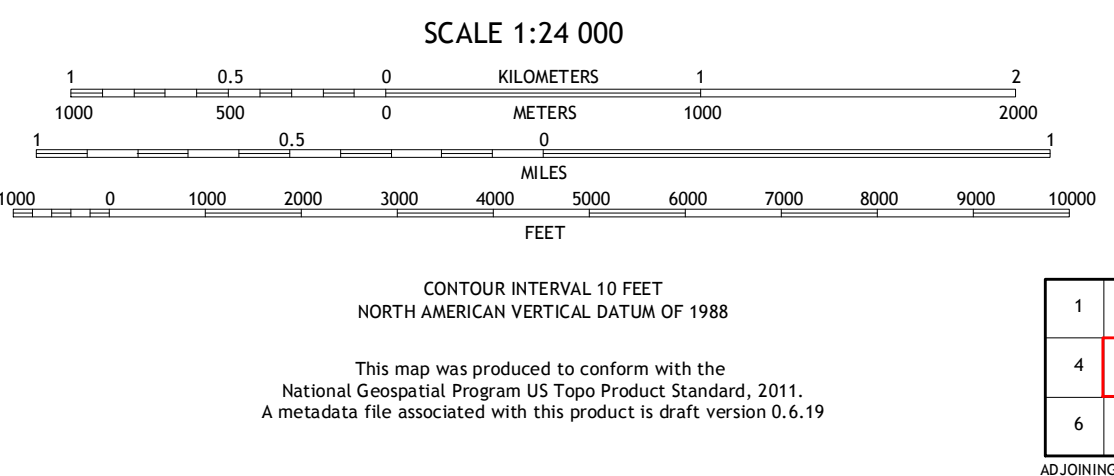 SCALE 1:24 000
1 0.5 0 KILOMETERS 1 2
1000 500 0 METERS 1000 2000
1 0.5 0 1
MILES
1000 0 1000 2000 3000 4000 5000 6000 7000 8000 9000 10000
FEET
CONTOUR INTERVAL 10 FEET
NORTH AMERICAN VERTICAL DATUM OF 1988
This map was produced to conform with the
National Geospatial Program US Topo Product Standard, 2011.
A metadata file associated with this product is draft version 0.6.19
1
4
6
ADJOINING